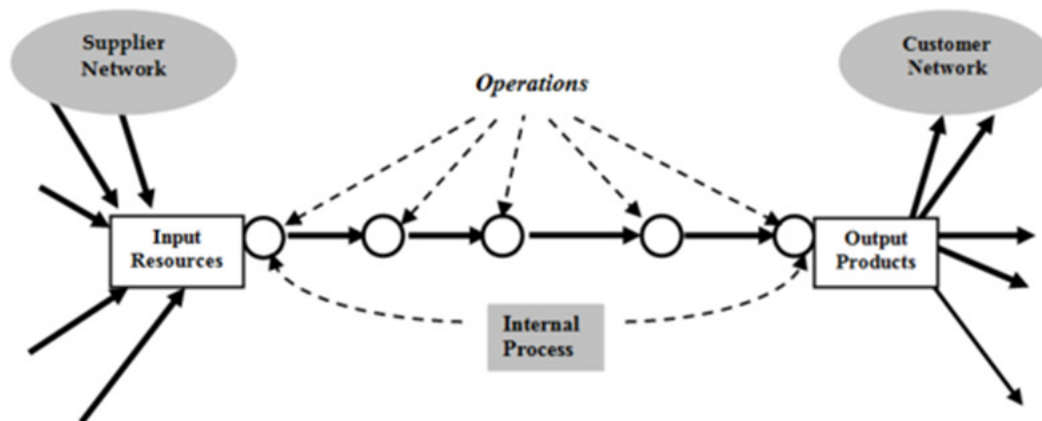 Supplier
Network
Customer
Network
Operations
Input
Resources
Output
Products
Internal
Process